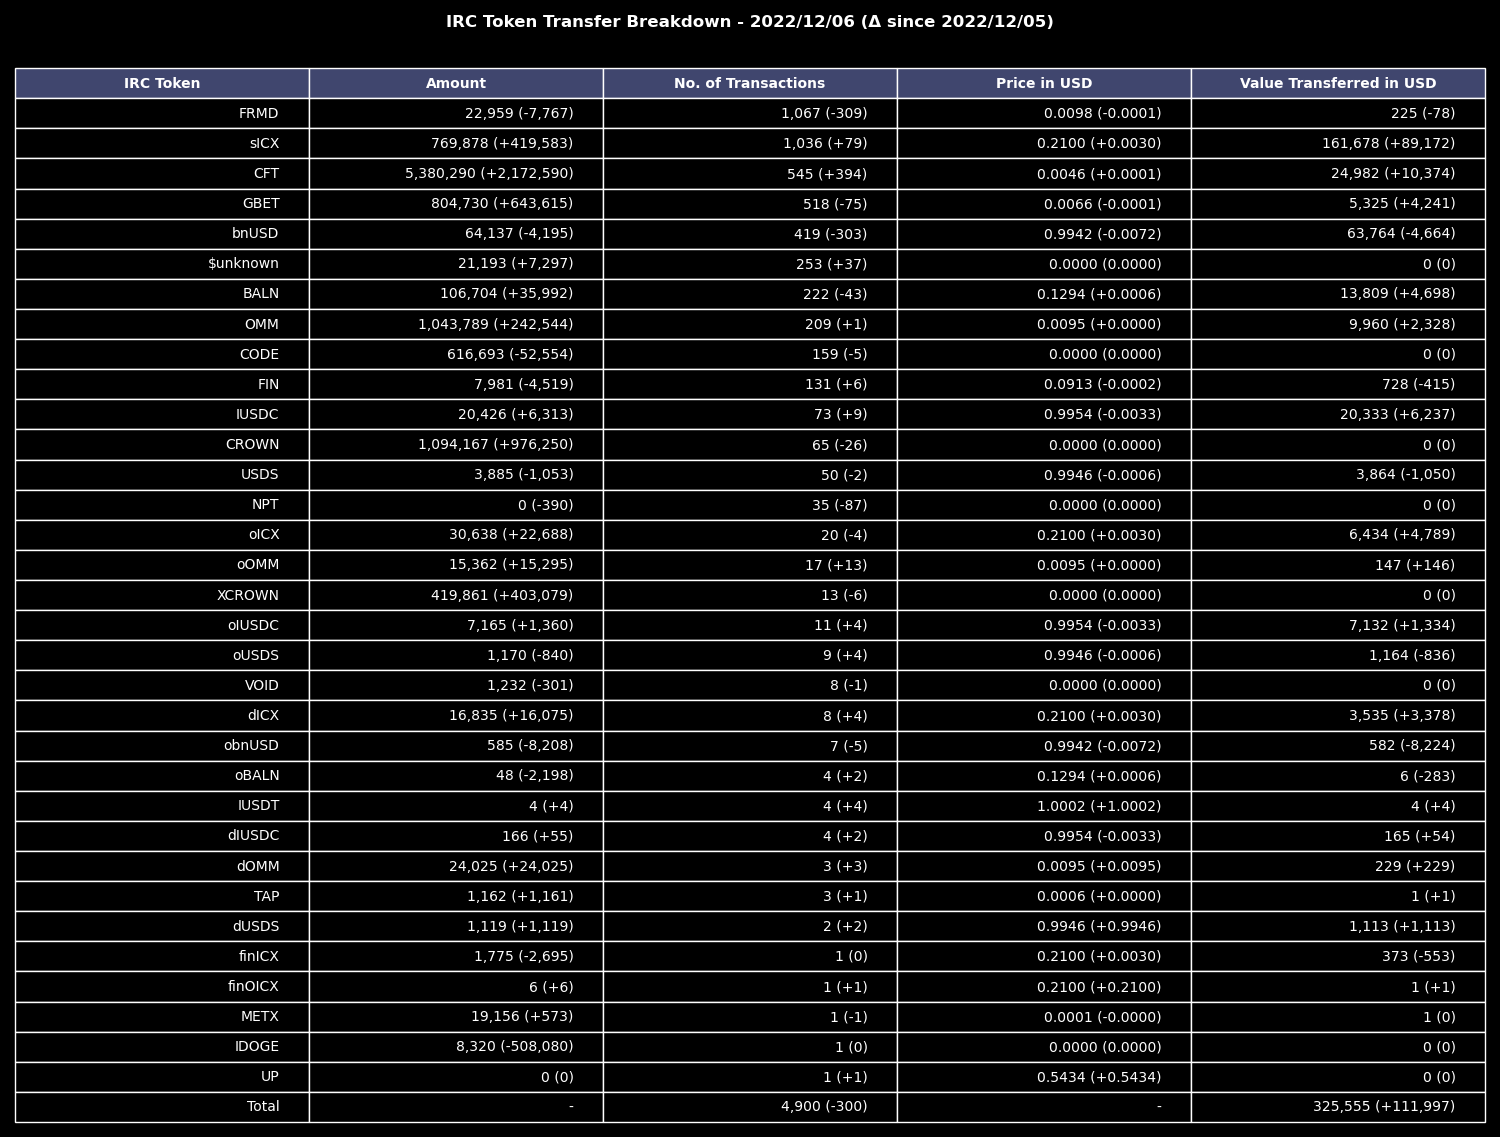 IRC Token Transfer Breakdown - 2022/12/06 (Δ since 2022/12/05)
IRC Token Amount No. of Transactions Price in USD Value Transferred in USD
FRMD 22,959 (-7,767) 1,067 (-309) 0.0098 (-0.0001) 225 (-78)
sICX 769,878 (+419,583) 1,036 (+79) 0.2100 (+0.0030) 161,678 (+89,172)
CFT 5,380,290 (+2,172,590) 545 (+394) 0.0046 (+0.0001) 24,982 (+10,374)
GBET 804,730 (+643,615) 518 (-75) 0.0066 (-0.0001) 5,325 (+4,241)
bnUSD 64,137 (-4,195) 419 (-303) 0.9942 (-0.0072) 63,764 (-4,664)
$unknown 21,193 (+7,297) 253 (+37) 0.0000 (0.0000) 0 (0)
BALN 106,704 (+35,992) 222 (-43) 0.1294 (+0.0006) 13,809 (+4,698)
OMM 1,043,789 (+242,544) 209 (+1) 0.0095 (+0.0000) 9,960 (+2,328)
CODE 616,693 (-52,554) 159 (-5) 0.0000 (0.0000) 0 (0)
FIN 7,981 (-4,519) 131 (+6) 0.0913 (-0.0002) 728 (-415)
IUSDC 20,426 (+6,313) 73 (+9) 0.9954 (-0.0033) 20,333 (+6,237)
CROWN 1,094,167 (+976,250) 65 (-26) 0.0000 (0.0000) 0 (0)
USDS 3,885 (-1,053) 50 (-2) 0.9946 (-0.0006) 3,864 (-1,050)
NPT 0 (-390) 35 (-87) 0.0000 (0.0000) 0 (0)
oICX 30,638 (+22,688) 20 (-4) 0.2100 (+0.0030) 6,434 (+4,789)
oOMM 15,362 (+15,295) 17 (+13) 0.0095 (+0.0000) 147 (+146)
XCROWN 419,861 (+403,079) 13 (-6) 0.0000 (0.0000) 0 (0)
oIUSDC 7,165 (+1,360) 11 (+4) 0.9954 (-0.0033) 7,132 (+1,334)
oUSDS 1,170 (-840) 9 (+4) 0.9946 (-0.0006) 1,164 (-836)
VOID 1,232 (-301) 8 (-1) 0.0000 (0.0000) 0 (0)
dICX 16,835 (+16,075) 8 (+4) 0.2100 (+0.0030) 3,535 (+3,378)
obnUSD 585 (-8,208) 7 (-5) 0.9942 (-0.0072) 582 (-8,224)
oBALN 48 (-2,198) 4 (+2) 0.1294 (+0.0006) 6 (-283)
IUSDT 4 (+4) 4 (+4) 1.0002 (+1.0002) 4 (+4)
dIUSDC 166 (+55) 4 (+2) 0.9954 (-0.0033) 165 (+54)
dOMM 24,025 (+24,025) 3 (+3) 0.0095 (+0.0095) 229 (+229)
TAP 1,162 (+1,161) 3 (+1) 0.0006 (+0.0000) 1 (+1)
dUSDS 1,119 (+1,119) 2 (+2) 0.9946 (+0.9946) 1,113 (+1,113)
finICX 1,775 (-2,695) 1 (0) 0.2100 (+0.0030) 373 (-553)
finOICX 6 (+6) 1 (+1) 0.2100 (+0.2100) 1 (+1)
METX 19,156 (+573) 1 (-1) 0.0001 (-0.0000) 1 (0)
IDOGE 8,320 (-508,080) 1 (0) 0.0000 (0.0000) 0 (0)
UP 0 (0) 1 (+1) 0.5434 (+0.5434) 0 (0)
Total - 4,900 (-300) - 325,555 (+111,997)